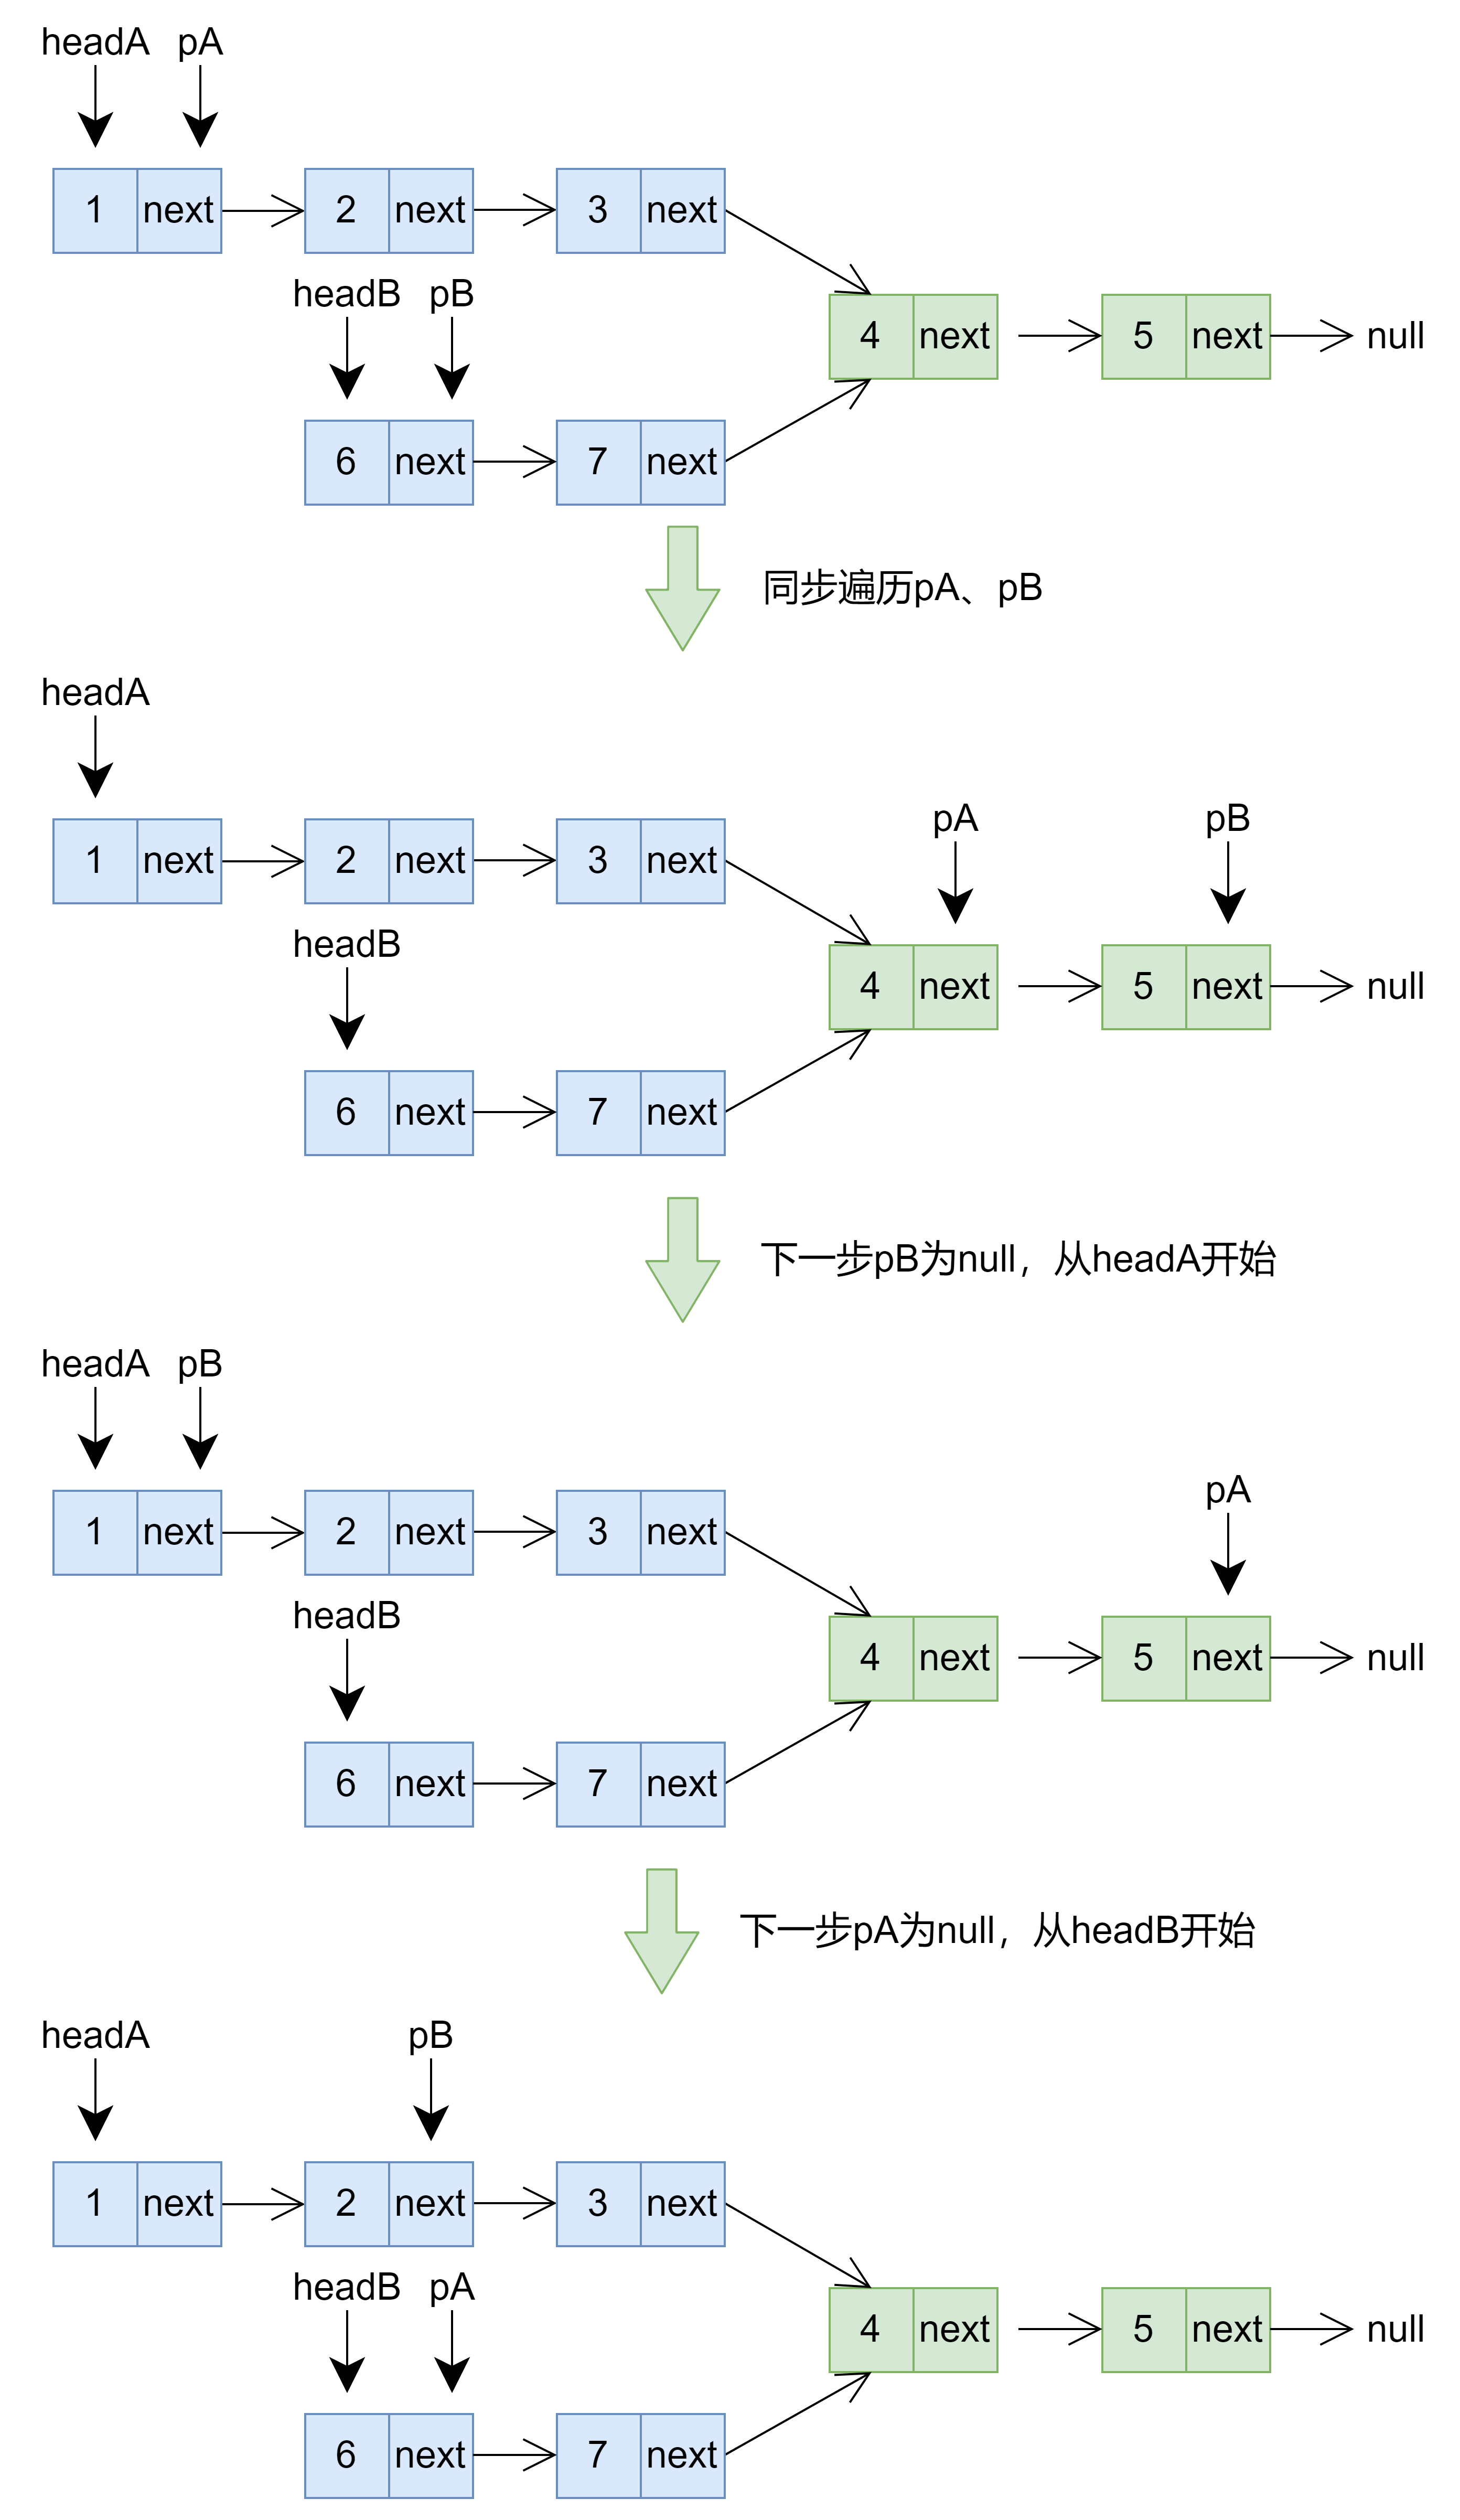 headA pA
1 next 2 next 3 next
headB pB
4 next 5 next null
6 next 7 next
同步遍历pA、pB
headA
pA pB
1 next 2 next 3 next
headB
4 next 5 next null
6 next 7 next
下一步pB为null，从headA开始
headA pB
pA
1 next 2 next 3 next
headB
4 next 5 next null
6 next 7 next
下一步pA为null，从headB开始
headA pB
1 next 2 next 3 next
headB pA
4 next 5 next null
6 next 7 next